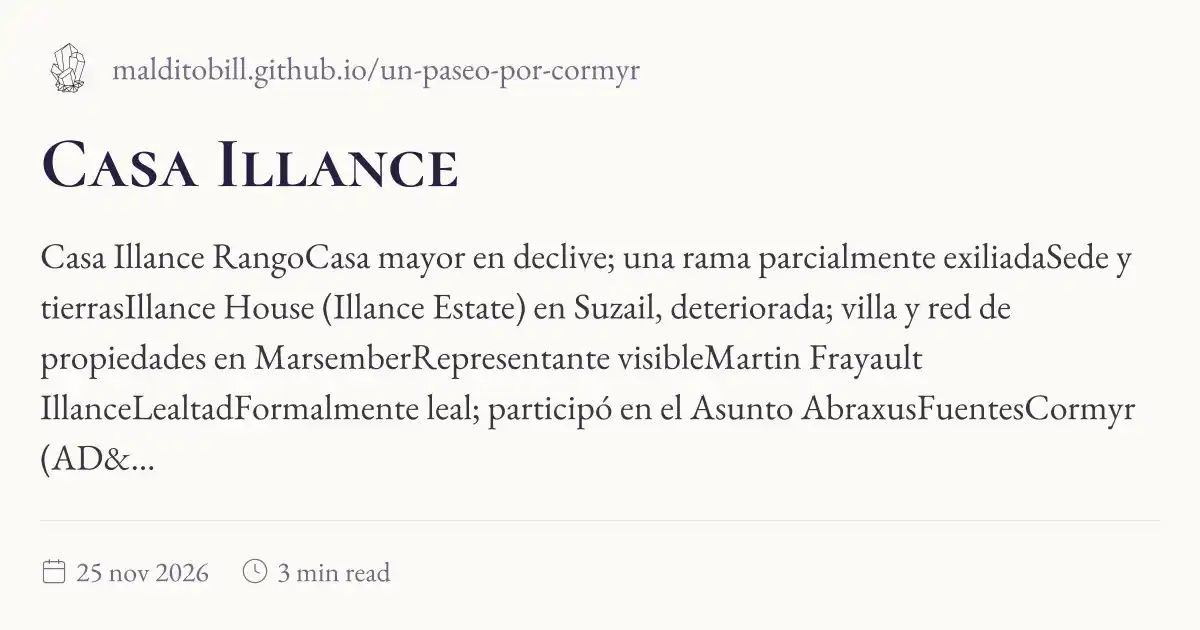 malditobill.github.io/un-paseo-por-cormyr
Casa Illance
Casa Illance RangoCasa mayor en declive; una rama parcialmente exiliadaSede y
tierrasIllance House (Illance Estate) en Suzail, deteriorada; villa y red de
propiedades en MarsemberRepresentante visibleMartin Frayault
IllanceLealtadFormalmente leal; participó en el Asunto AbraxusFuentesCormyr
(AD&...
25 nov 2026
3 min read